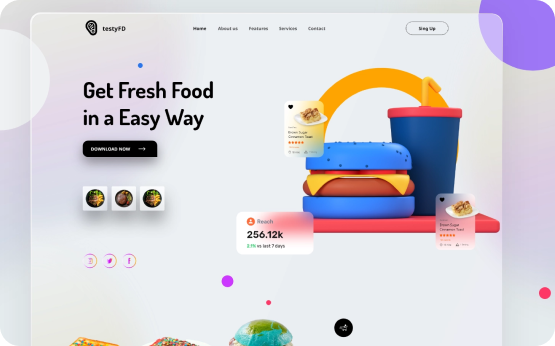 testyFD
Home
About us
Features
Services
Contact
Sing Up
Get Fresh Food
in a Easy Way
DOWNLOAD NOW
Brown Sugar
Cinnamon Toast
Reach
256.12k
2.1% vs last 7 days
Brown Sugar
Cinnamon Toast